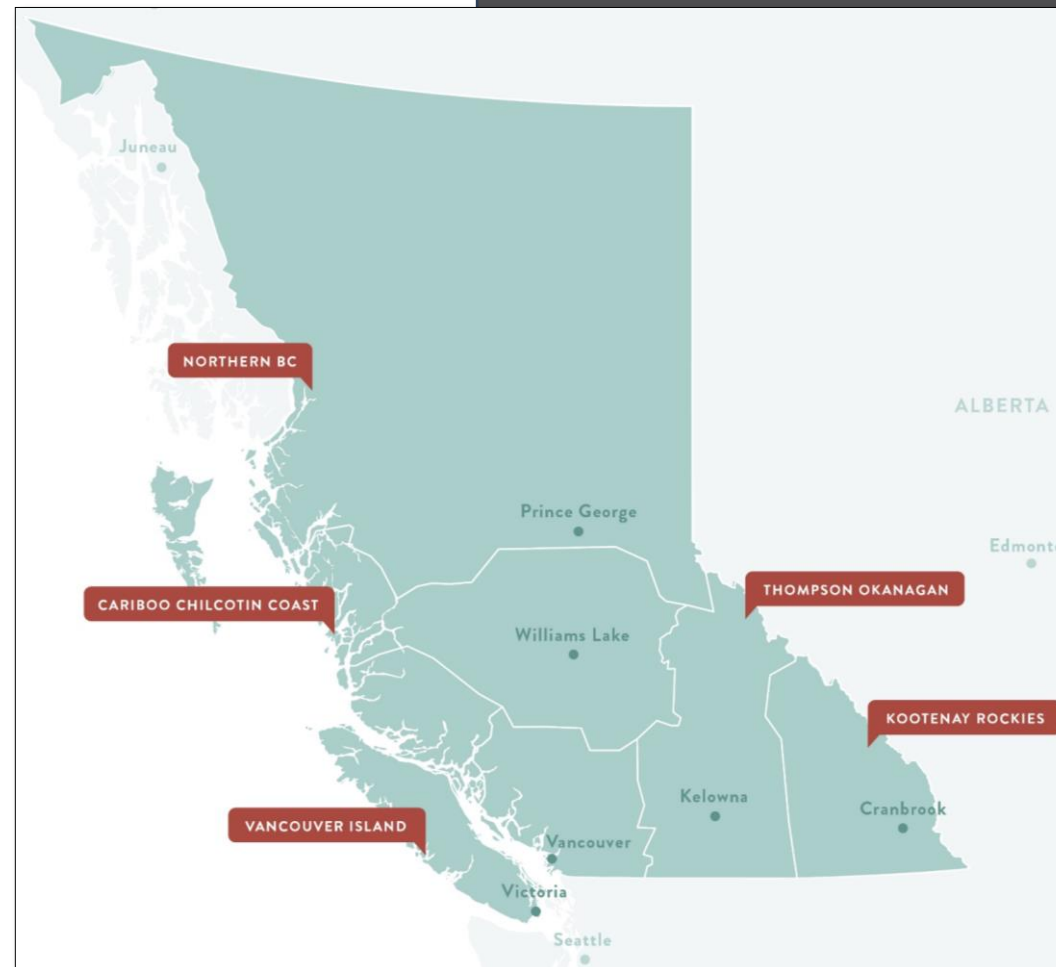 Juneau
NORTHERN BC
ALBERTA
Prince George
Edmont
THOMPSON OKANAGAN
CARIBOO CHILCOTIN COAST
Williams Lake
KOOTENAY ROCKIES
Kelowna
Cranbrook
VANCOUVER ISLAND
Vancouver
Victoria
Seattle